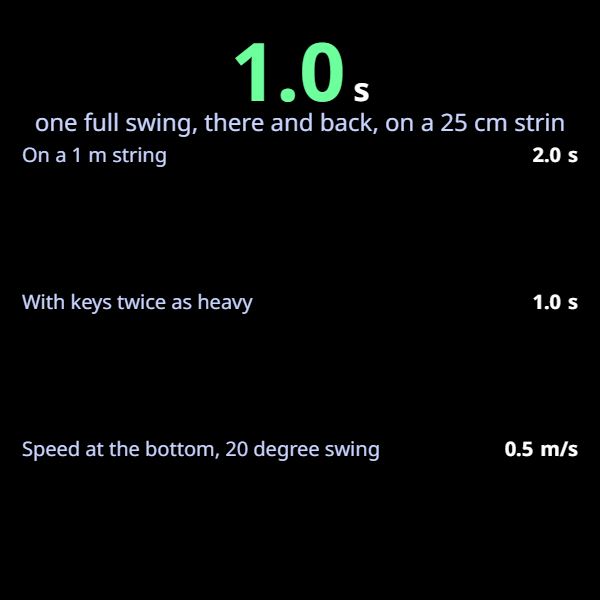 1.0 s
one full swing, there and back, on a 25 cm strin
On a 1 m string 2.0 s
With keys twice as heavy 1.0 s
Speed at the bottom, 20 degree swing 0.5 m/s